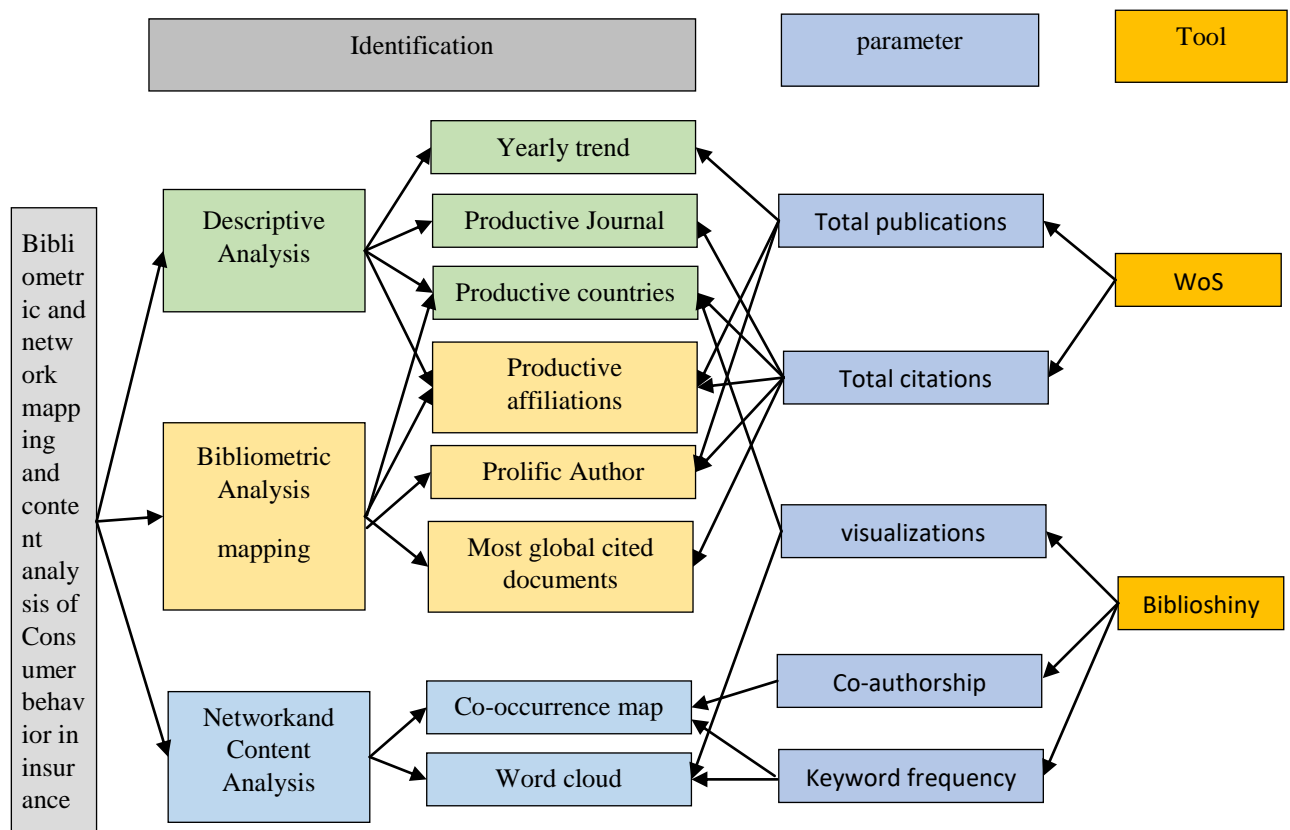 Identification
parameter
Tool
Bibli
ometr
ic and
netw
ork
mapp
ing
and
conte
nt
analy
sis of
Cons
umer
behav
ior in
insur
ance
Descriptive
Analysis
Bibliometric
Analysis
mapping
Networkand
Content
Analysis
Yearly trend
Productive Journal
Productive countries
Productive
affiliations
Prolific Author
Most global cited
documents
Co-occurrence map
Word cloud
Total publications
Total citations
visualizations
Co-authorship
Keyword frequency
WoS
Biblioshiny